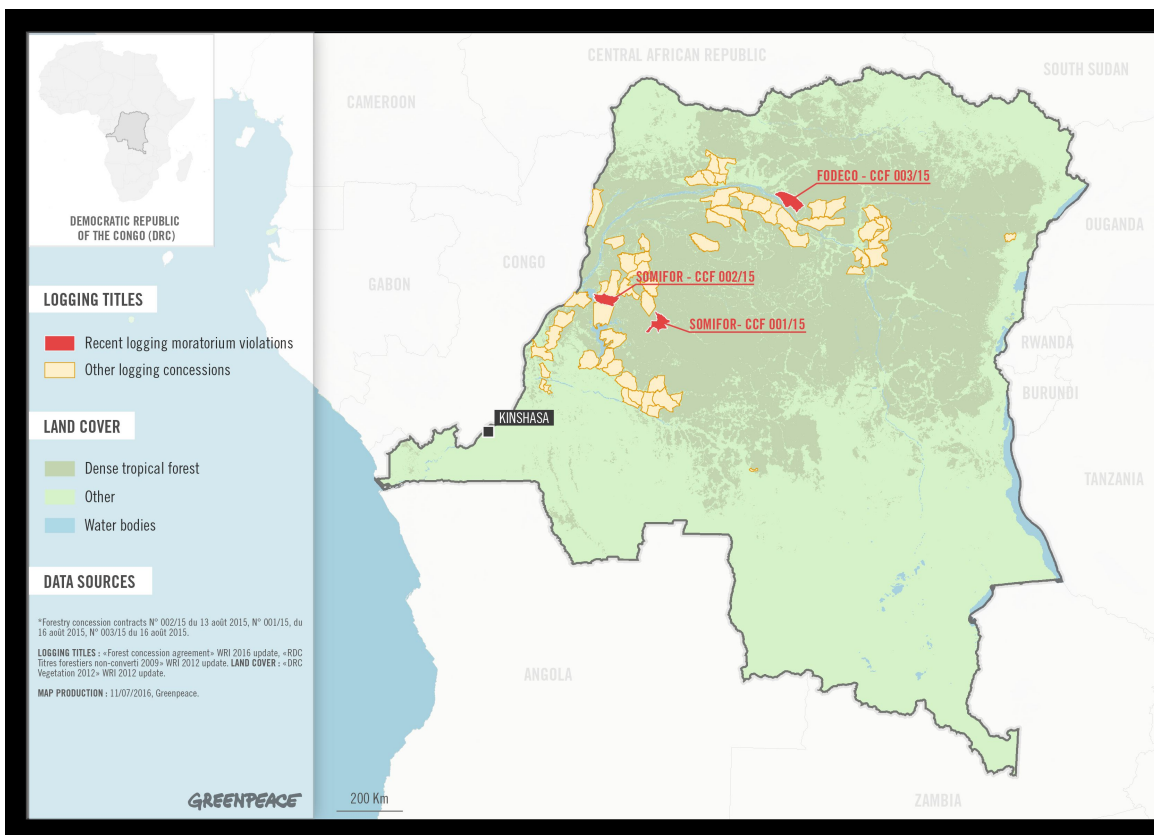 DEMOCRATIC REPUBLIC
OF THE CONGO (DRC)
LOGGING TITLES
Recent logging moratorium violations
Other logging concessions
LAND COVER
Dense tropical forest
Other
Water bodies
DATA SOURCES
*Forestry concession contracts N° 002/15 du 13 août 2015, N° 001/15, du
16 août 2015, N° 003/15 du 16 août 2015.
LOGGING TITLES : «Forest concession agreement» WRI 2016 update, «RDC
Titres forestiers non-converti 2009» WRI 2012 update. LAND COVER : «DRC
Vegetation 2012» WRI 2012 update.
MAP PRODUCTION : 11/07/2016, Greenpeace.
GREENPEACE
200 Km
CENTRAL AFRICAN REPUBLIC
SOUTH SUDAN
CAMEROON
FODECO - CCF 003/15
OUGANDA
CONGO
GABON
SOMIFOR - CCF 002/15
SOMIFOR- CCF 001/15
RWANDA
BURUNDI
KINSHASA
TANZANIA
ANGOLA
ZAMBIA